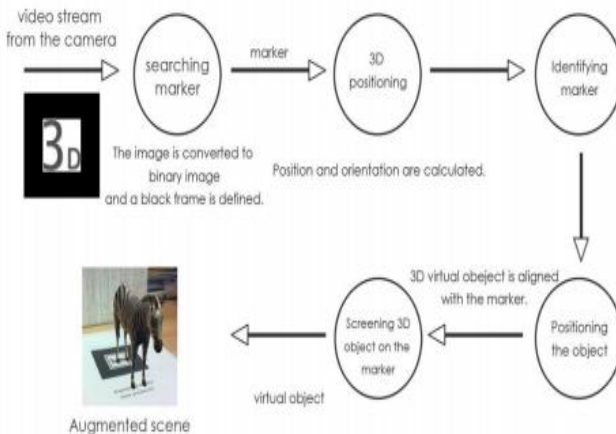 video stream
from the camera
searching
marker
marker
3D
positioning
Identifying
marker
3D
The image is converted to
binary image
and a black frame is defined.
Position and orientation are calculated.
3D virtual obeject is aligned
with the marker.
Positioning
the object
Screening 3D
object on the
marker
virtual object
Augmented scene